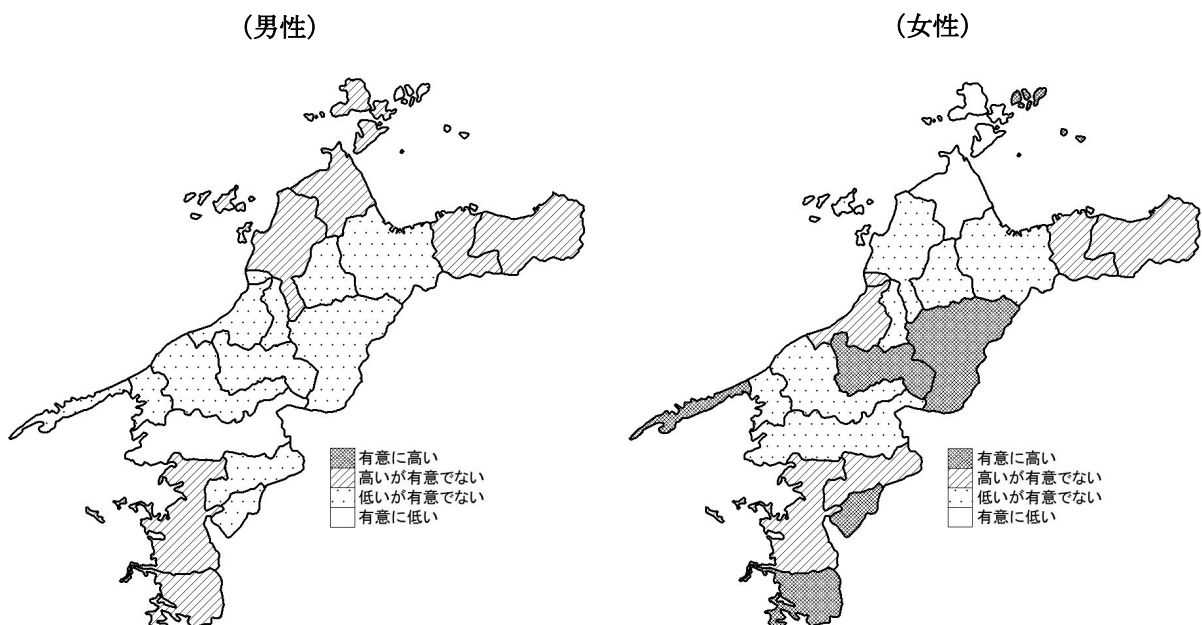 （男性）
（女性）
有意に高い
高いが有意でない
低いが有意でない
有意に低い
有意に高い
高いが有意でない
低いが有意でない
有意に低い